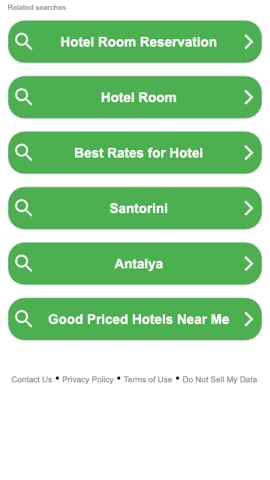 Related searches
Hotel Room Reservation
Hotel Room
Best Rates for Hotel
Santorini
Antalya
Good Priced Hotels Near Me
Contact Us • Privacy Policy • Terms of Use • Do Not Sell My Data